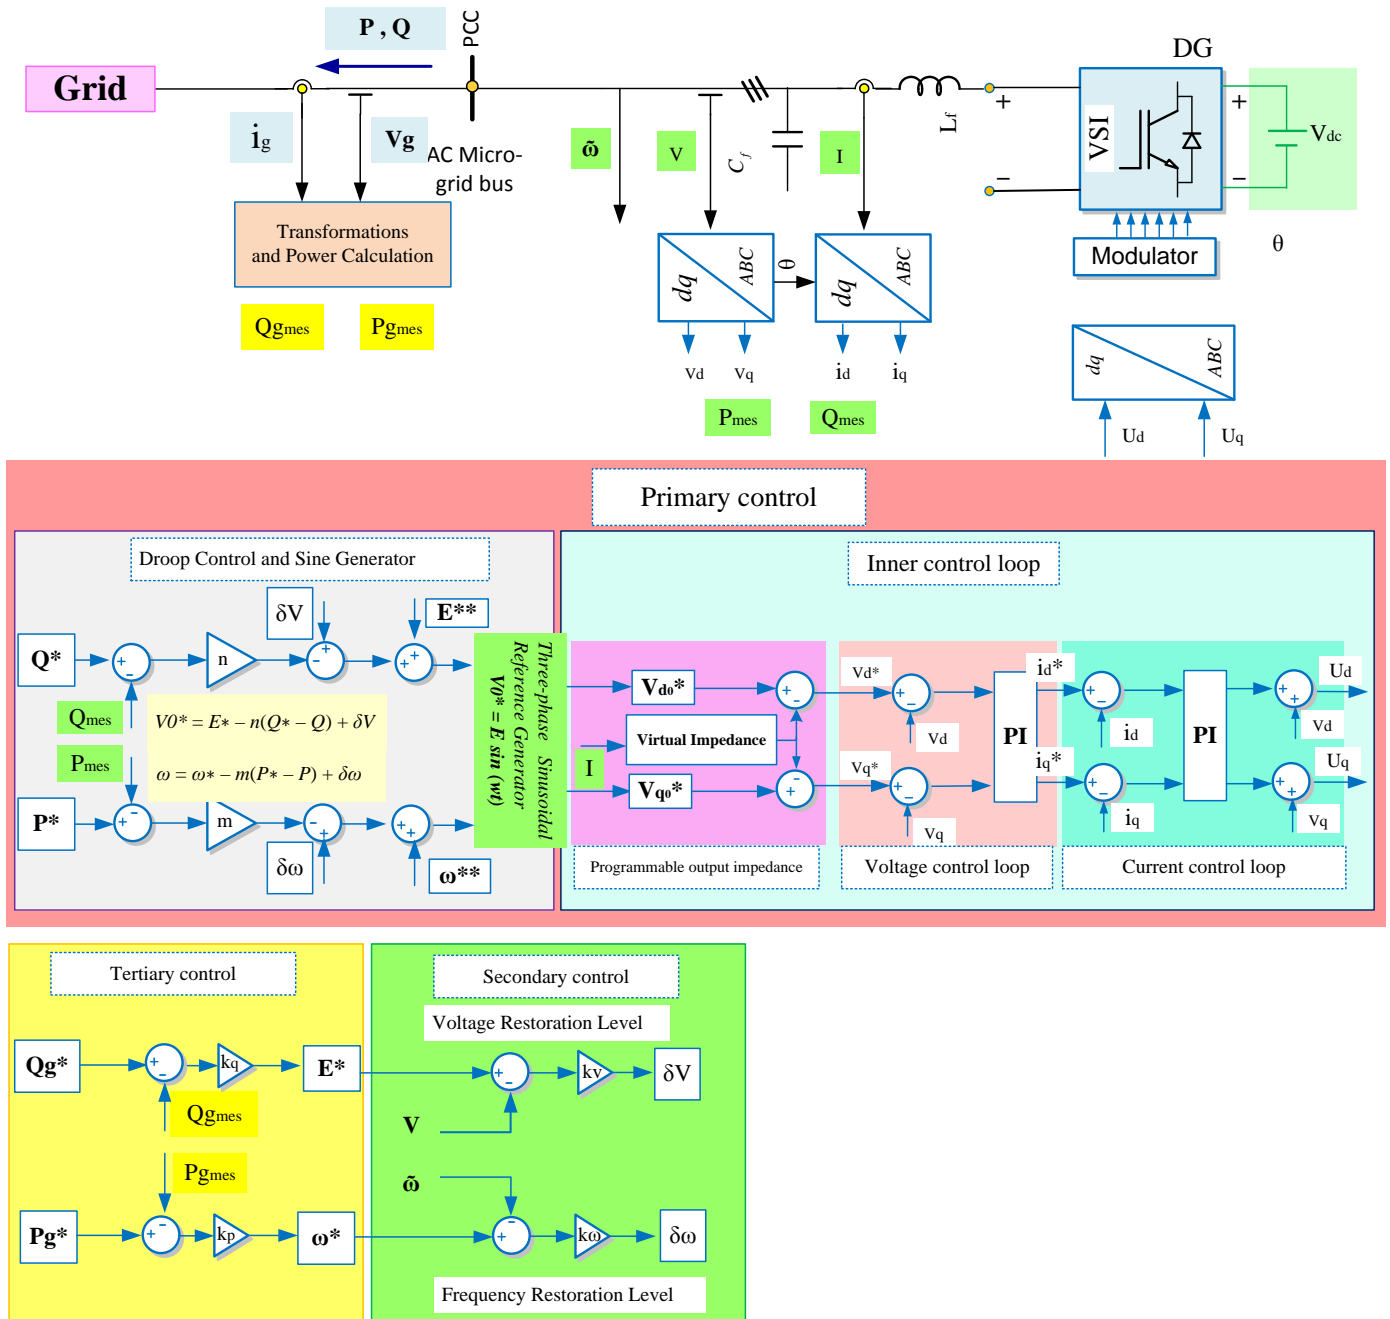 P , Q
PCC
DG
Grid
ig
Vg
AC Micro-
grid bus
ω̃
V
Cf
I
Lf
+
−
VSI
+
−
Vdc
Transformations
and Power Calculation
dq
ABC
θ
dq
ABC
Modulator
θ
Qgmes
Pgmes
Vd
Vq
id
iq
dq
ABC
Pmes
Qmes
Ud
Uq
Primary control
Droop Control and Sine Generator
Inner control loop
δV
E**
Q*
+
-
n
-
+
+
+
Qmes
V0* = E* − n(Q* − Q) + δV
Pmes
ω = ω* − m(P* − P) + δω
P*
+
-
m
-
+
+
+
δω
ω**
Three-phase Sinusoidal
Reference Generator
V0* = E sin (wt)
Vd0*
+
-
Virtual Impedance
I
Vq0*
-
+
Programmable output impedance
Vd*
+
-
Vd
PI
Vq*
+
-
Vq
Voltage control loop
id*
+
-
id
PI
iq*
+
-
iq
+
+
Ud
Vd
Uq
+
+
Vq
Current control loop
Tertiary control
Secondary control
Voltage Restoration Level
Qg*
+
-
kq
E*
+
-
kv
δV
Qgmes
V
Pgmes
ω̃
Pg*
+
-
kp
ω*
+
-
kω
δω
Frequency Restoration Level